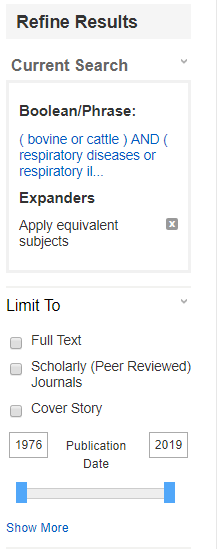 Refine Results
Current Search
Boolean/Phrase:
( bovine or cattle ) AND (
respiratory diseases or
respiratory il...
Expanders
Apply equivalent
subjects
Limit To
Full Text
Scholarly (Peer Reviewed)
Journals
Cover Story
1976 Publication 2019
Date
Show More